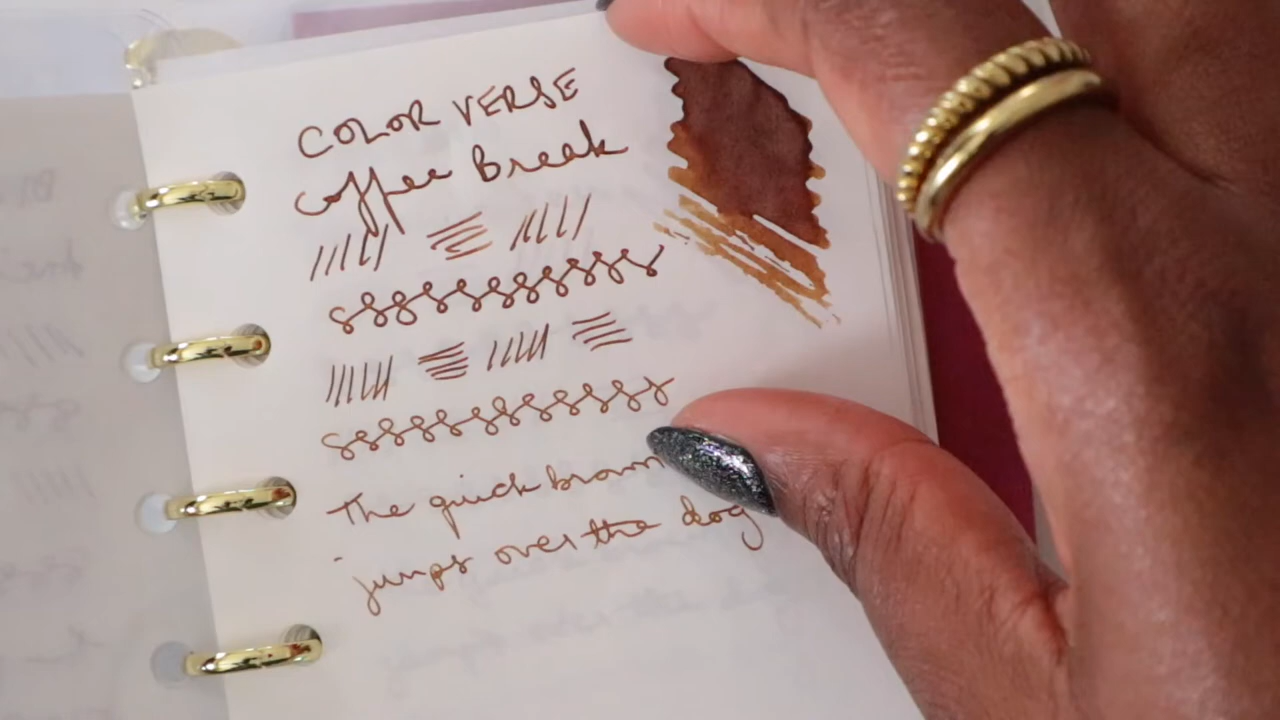 COLOR VERSE
Coffee Break
The quick brown
jumps over the dog